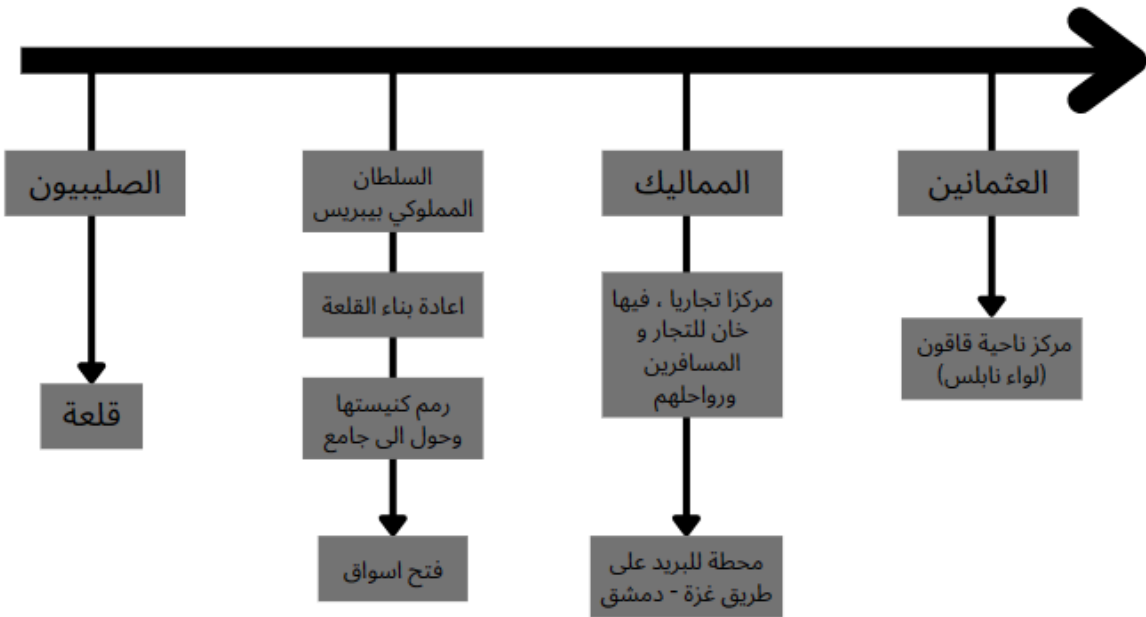 الصليبيون
قلعة
السلطان
المملوكي بيبريس
اعادة بناء القلعة
رمم كنيستها
وحول الى جامع
فتح اسواق
المماليك
مركزا تجاريا ، فيها
خان للتجار و
المسافرين
ورواحلهم
محطة للبريد على
طريق غزة - دمشق
العثمانين
مركز ناحية قاقون
(لواء نابلس)